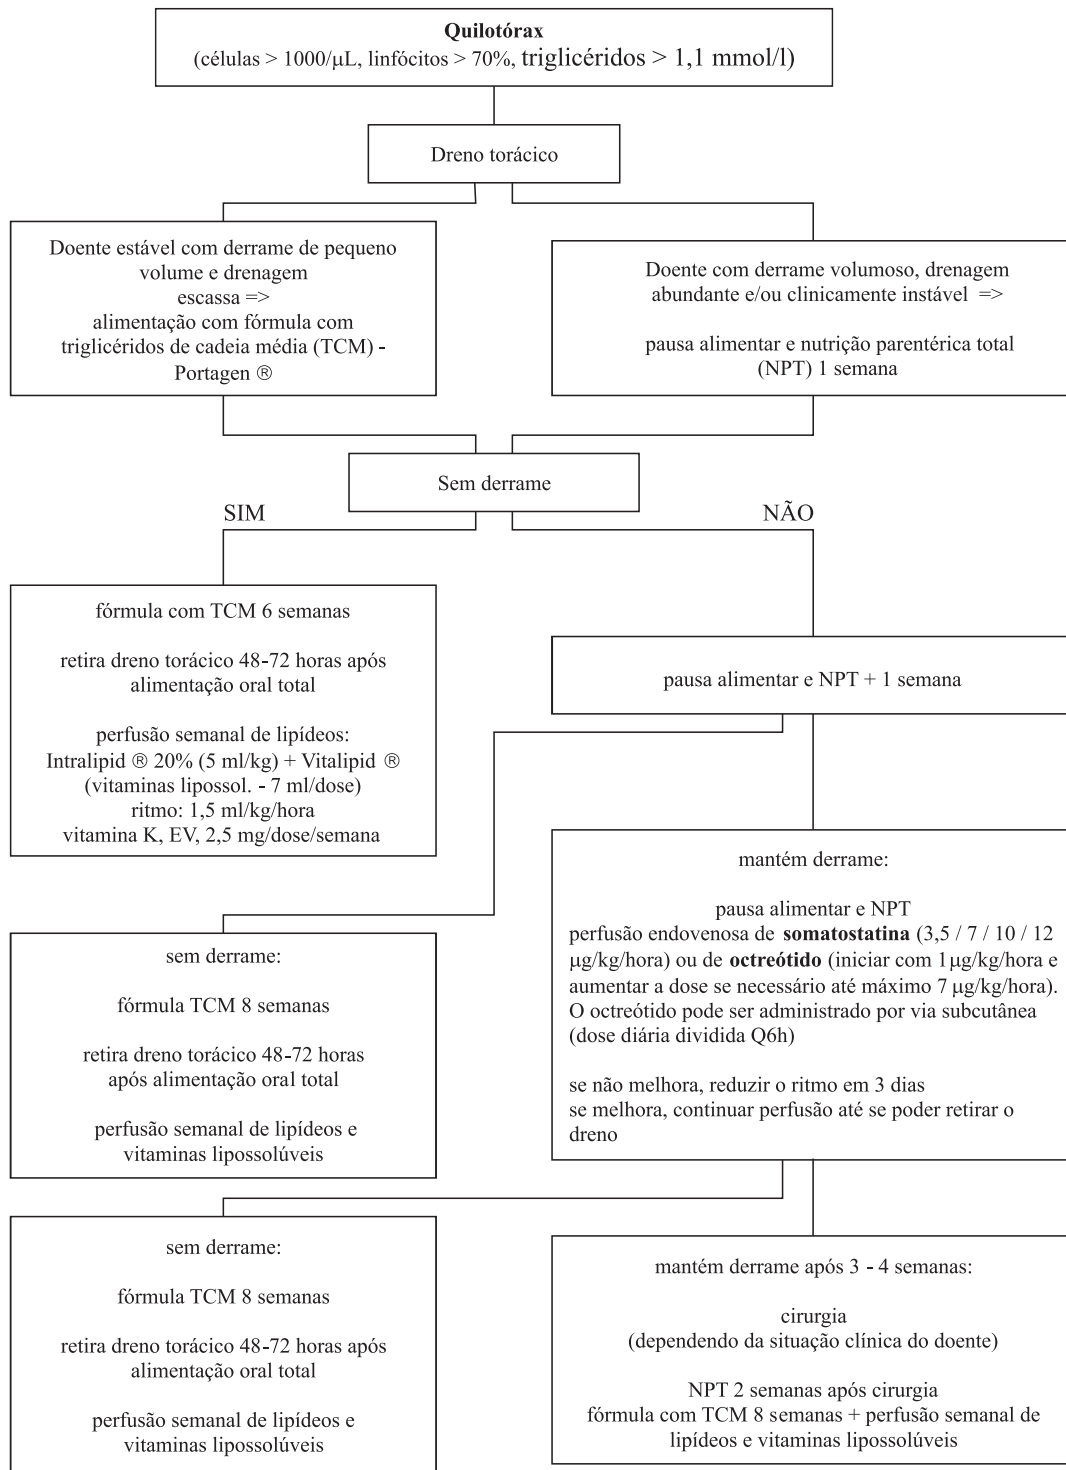 Quilotórax
(células > 1000/µL, linfócitos > 70%, triglicéridos > 1,1 mmol/l)
Dreno torácico
Doente estável com derrame de pequeno
volume e drenagem
escassa =>
alimentação com fórmula com
triglicéridos de cadeia média (TCM) -
Portagen ®
Doente com derrame volumoso, drenagem
abundante e/ou clinicamente instável =>
pausa alimentar e nutrição parentérica total
(NPT) 1 semana
Sem derrame
SIM
NÃO
fórmula com TCM 6 semanas
retira dreno torácico 48-72 horas após
alimentação oral total
perfusão semanal de lipídeos:
Intralipid ® 20% (5 ml/kg) + Vitalipid ®
(vitaminas lipossol. - 7 ml/dose)
ritmo: 1,5 ml/kg/hora
vitamina K, EV, 2,5 mg/dose/semana
pausa alimentar e NPT + 1 semana
sem derrame:
fórmula TCM 8 semanas
retira dreno torácico 48-72 horas
após alimentação oral total
perfusão semanal de lipídeos e
vitaminas lipossolúveis
mantém derrame:
pausa alimentar e NPT
perfusão endovenosa de somatostatina (3,5 / 7 / 10 / 12
µg/kg/hora) ou de octreótido (iniciar com 1µg/kg/hora e
aumentar a dose se necessário até máximo 7 µg/kg/hora).
O octreótido pode ser administrado por via subcutânea
(dose diária dividida Q6h)
se não melhora, reduzir o ritmo em 3 dias
se melhora, continuar perfusão até se poder retirar o
dreno
sem derrame:
fórmula TCM 8 semanas
retira dreno torácico 48-72 horas após
alimentação oral total
perfusão semanal de lipídeos e
vitaminas lipossolúveis
mantém derrame após 3 - 4 semanas:
cirurgia
(dependendo da situação clínica do doente)
NPT 2 semanas após cirurgia
fórmula com TCM 8 semanas + perfusão semanal de
lipídeos e vitaminas lipossolúveis